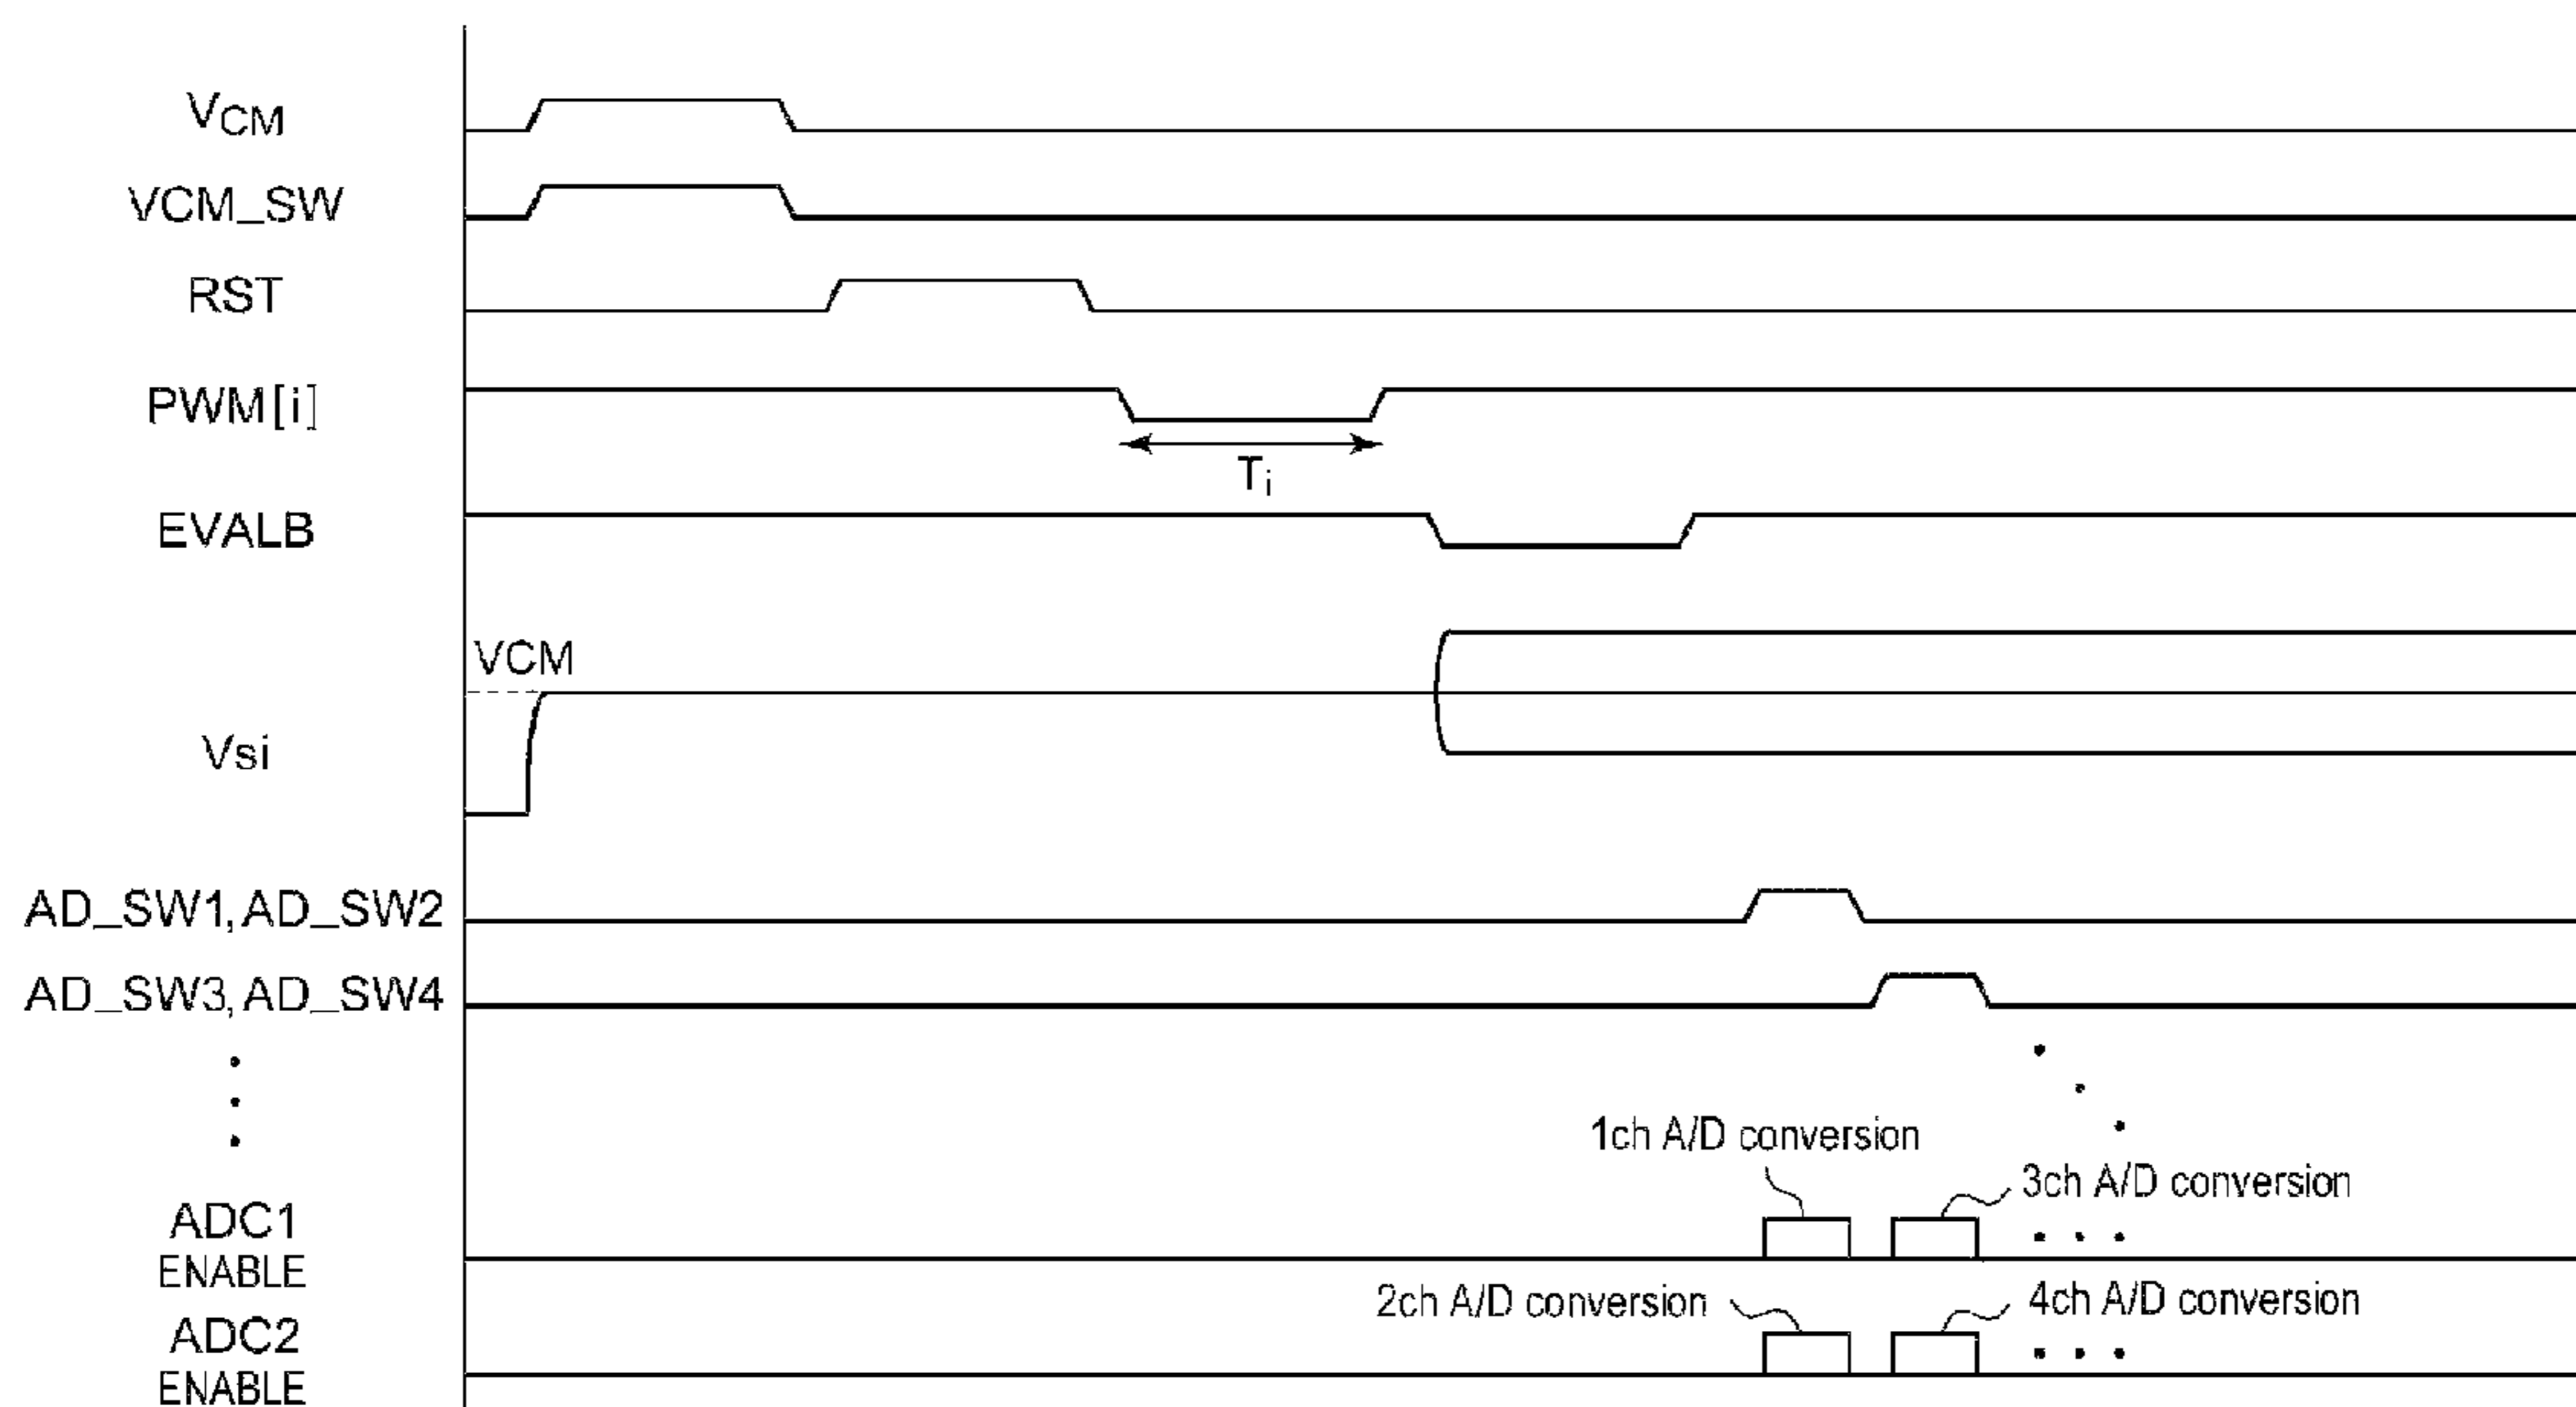 VCM
VCM_SW
RST
PWM[i]
Ti
EVALB
VCM
Vsi
AD_SW1, AD_SW2
AD_SW3, AD_SW4
1ch A/D conversion
3ch A/D conversion
ADC1
ENABLE
2ch A/D conversion
4ch A/D conversion
ADC2
ENABLE